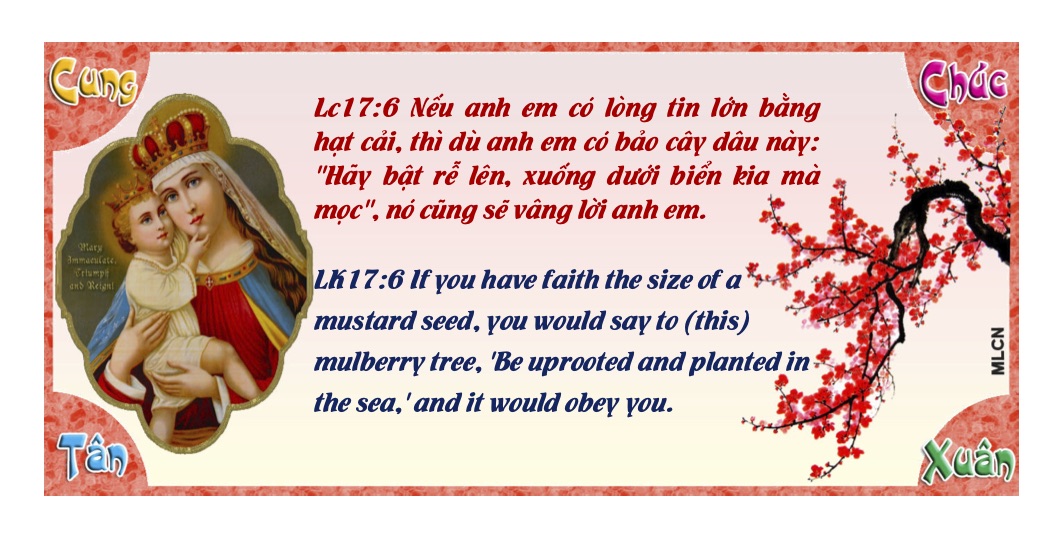 Cung
Chúc
Lc17:6 Nếu anh em có lòng tin lớn bằng
hạt cải, thì dù anh em có bảo cây dâu này:
"Hãy bật rễ lên, xuống dưới biển kia mà
mọc", nó cũng sẽ vâng lời anh em.
Mary
Immaculate,
Triumph
and Reign!
LK17:6 If you have faith the size of a
mustard seed, you would say to (this)
mulberry tree, 'Be uprooted and planted in
the sea,' and it would obey you.
MLCN
Tân
Xuân